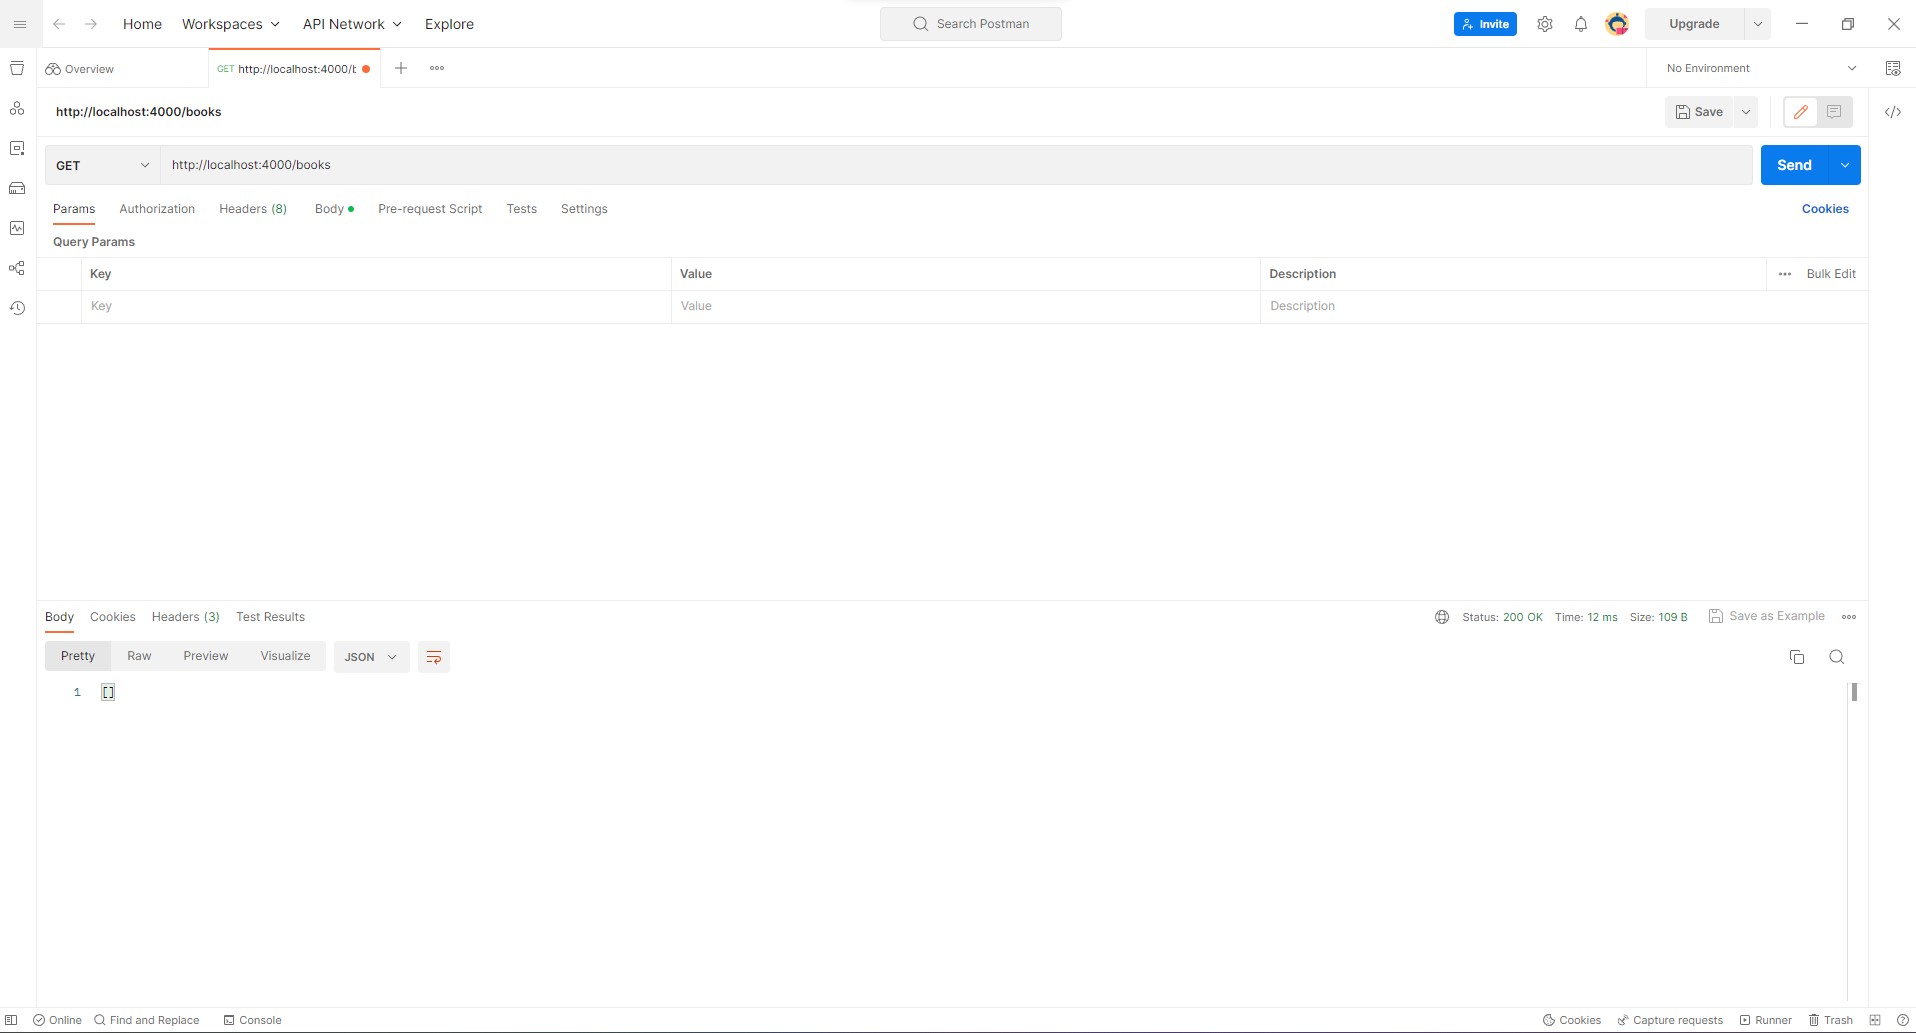 Home Workspaces API Network Explore Search Postman Invite Upgrade
Overview GET http://localhost:4000/b No Environment
http://localhost:4000/books Save
GET http://localhost:4000/books Send
Params Authorization Headers (8) Body Pre-request Script Tests Settings Cookies
Query Params
Key Value Description Bulk Edit
Key Value Description
Body Cookies Headers (3) Test Results Status: 200 OK Time: 12 ms Size: 109 B Save as Example
Pretty Raw Preview Visualize JSON
1 []
Online Find and Replace Console Cookies Capture requests Runner Trash